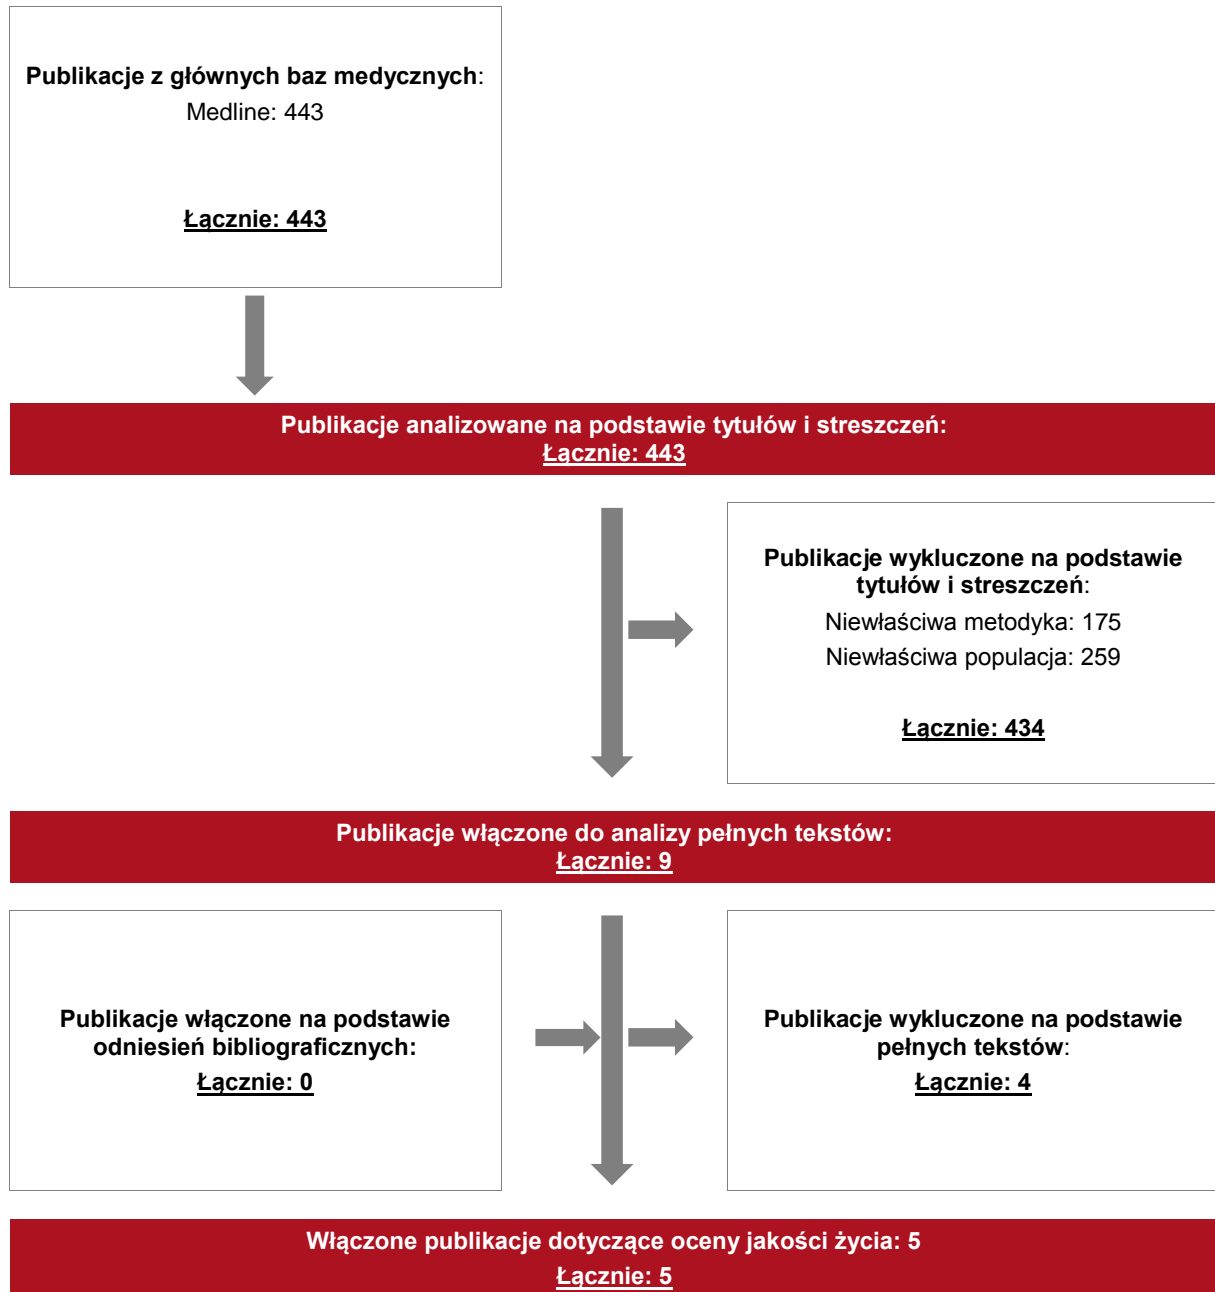 Publikacje z głównych baz medycznych:
Medline: 443
Łącznie: 443
Publikacje analizowane na podstawie tytułów i streszczeń:
Łącznie: 443
Publikacje wykluczone na podstawie
tytułów i streszczeń:
Niewłaściwa metodyka: 175
Niewłaściwa populacja: 259
Łącznie: 434
Publikacje włączone do analizy pełnych tekstów:
Łącznie: 9
Publikacje włączone na podstawie
odniesień bibliograficznych:
Łącznie: 0
Publikacje wykluczone na podstawie
pełnych tekstów:
Łącznie: 4
Włączone publikacje dotyczące oceny jakości życia: 5
Łącznie: 5